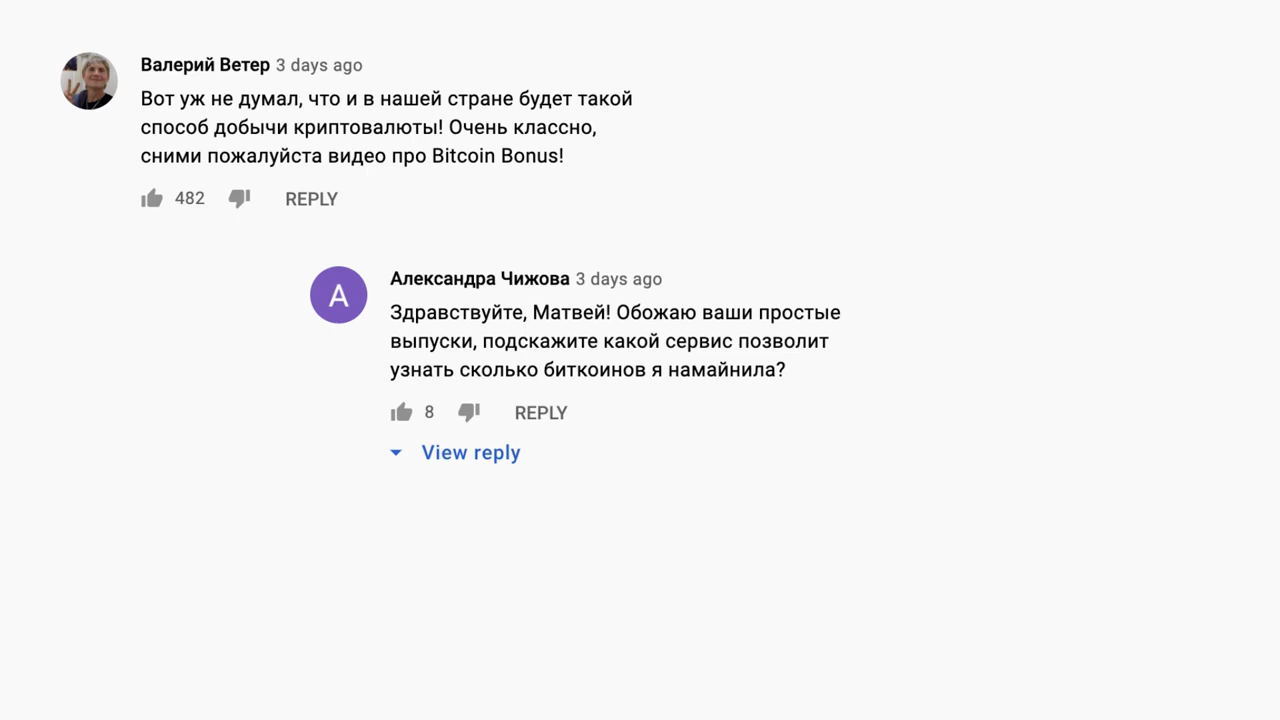 Валерий Ветер 3 days ago
Вот уж не думал, что и в нашей стране будет такой
способ добычи криптовалюты! Очень классно,
сними пожалуйста видео про Bitcoin Bonus!
482 REPLY
А
Александра Чижова 3 days ago
Здравствуйте, Матвей! Обожаю ваши простые
выпуски, подскажите какой сервис позволит
узнать сколько биткоинов я намайнила?
8 REPLY
View reply